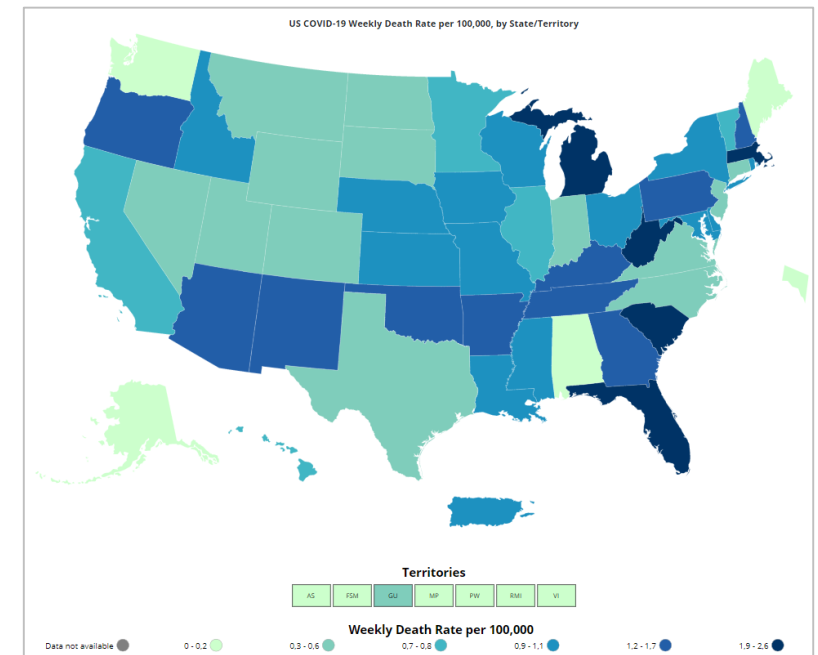 US COVID-19 Weekly Death Rate per 100,000, by State/Territory
Territories
AS FSM GU MP PW RMI VI
Weekly Death Rate per 100,000
Data not available 0 - 0.2 0.3 - 0.6 0.7 - 0.8 0.9 - 1.1 1.2 - 1.7 1.9 - 2.6